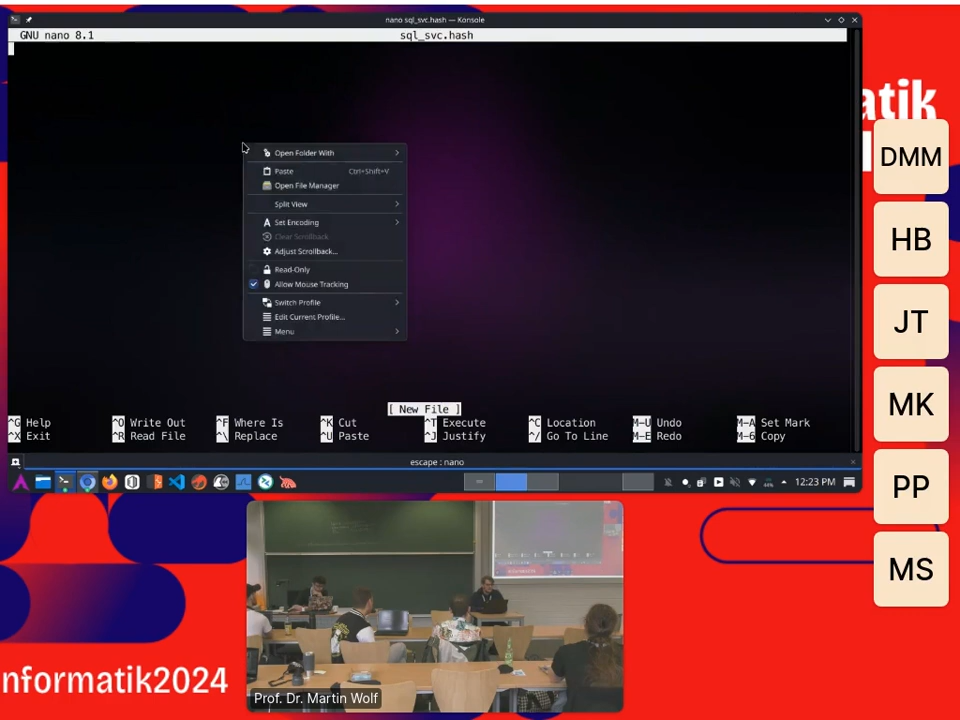 nano sql_svc.hash — Konsole
GNU nano 8.1
sql_svc.hash
Open Folder With
Paste Ctrl+Shift+V
Open File Manager
Split View
Set Encoding
Clear Scrollback
Adjust Scrollback...
Read-Only
Allow Mouse Tracking
Switch Profile
Edit Current Profile...
Menu
[ New File ]
^G Help ^O Write Out ^F Where Is ^K Cut ^T Execute ^C Location M-U Undo M-A Set Mark
^X Exit ^R Read File ^\ Replace ^U Paste ^J Justify ^/ Go To Line M-E Redo M-6 Copy
escape : nano
12:23 PM
atik
DMM
HB
JT
MK
PP
MS
nformatik2024
Prof. Dr. Martin Wolf